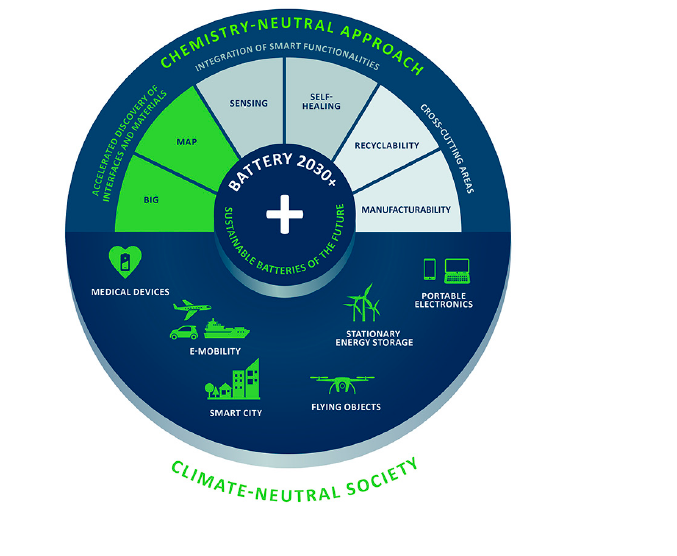 CHEMISTRY-NEUTRAL APPROACH
INTEGRATION OF SMART FUNCTIONALITIES
ACCELERATED DISCOVERY OF
INTERFACES AND MATERIALS
CROSS-CUTTING AREAS
BIG
MAP
SENSING
SELF-
HEALING
RECYCLABILITY
MANUFACTURABILITY
BATTERY 2030+
SUSTAINABLE BATTERIES OF THE FUTURE
MEDICAL DEVICES
E-MOBILITY
SMART CITY
FLYING OBJECTS
STATIONARY
ENERGY STORAGE
PORTABLE
ELECTRONICS
CLIMATE-NEUTRAL SOCIETY